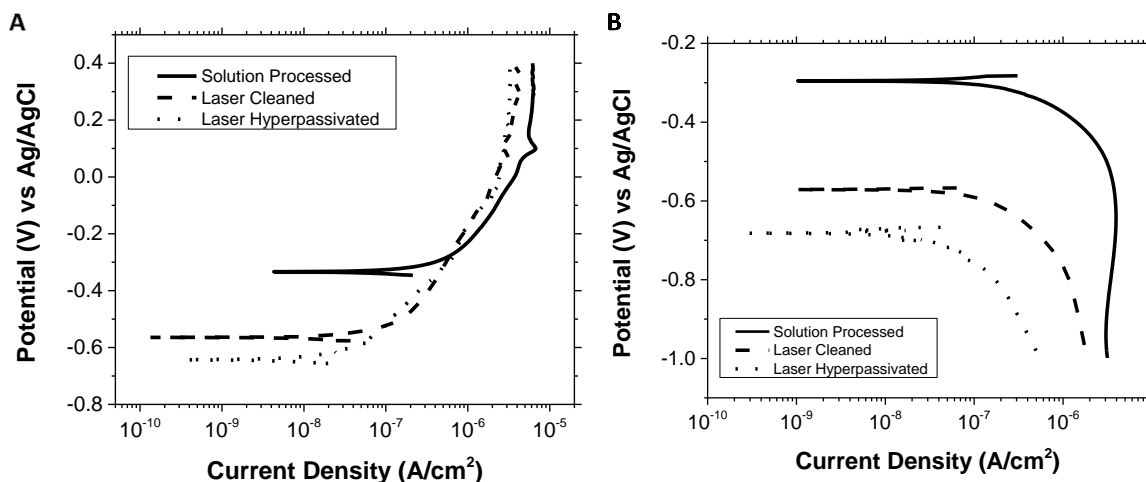 A
Potential (V) vs Ag/AgCl
0.4
0.2
0.0
-0.2
-0.4
-0.6
-0.8
Solution Processed
Laser Cleaned
Laser Hyperpassivated
10⁻¹⁰ 10⁻⁹ 10⁻⁸ 10⁻⁷ 10⁻⁶ 10⁻⁵
Current Density (A/cm²)
B
Potential (V) vs Ag/AgCl
-0.2
-0.4
-0.6
-0.8
-1.0
Solution Processed
Laser Cleaned
Laser Hyperpassivated
10⁻¹⁰ 10⁻⁹ 10⁻⁸ 10⁻⁷ 10⁻⁶
Current Density (A/cm²)